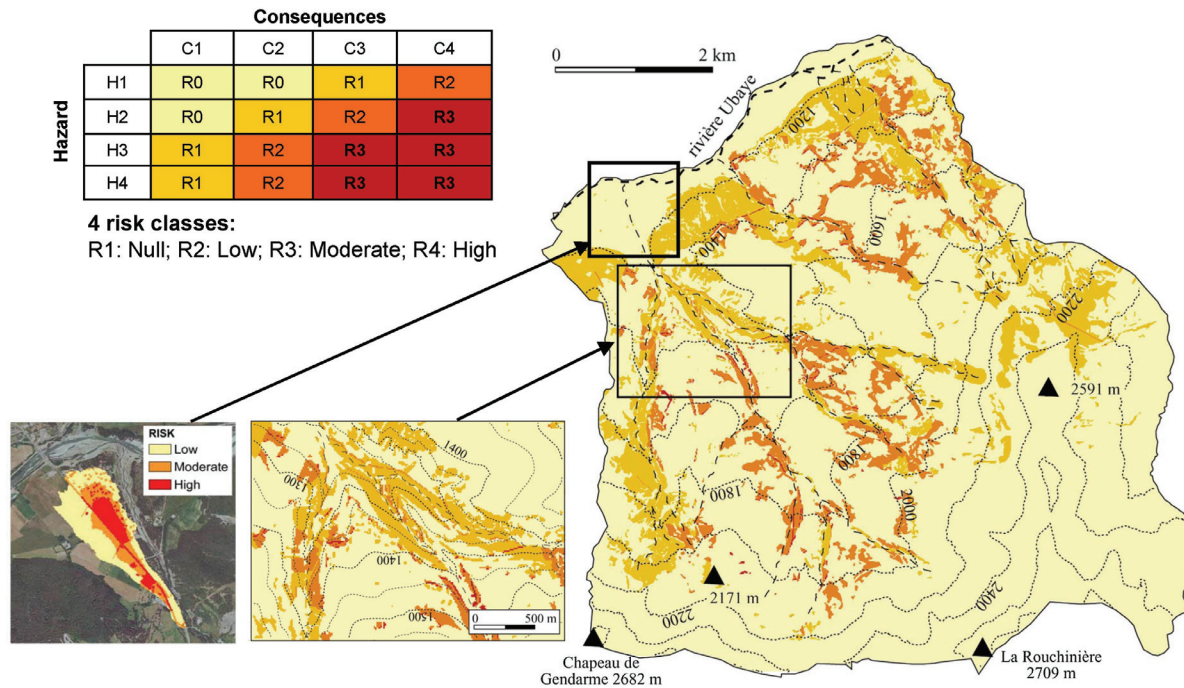 Consequences
C1 C2 C3 C4
Hazard
H1 R0 R0 R1 R2
H2 R0 R1 R2 R3
H3 R1 R2 R3 R3
H4 R1 R2 R3 R3
4 risk classes:
R1: Null; R2: Low; R3: Moderate; R4: High
0 2 km
rivière Ubaye
1200
1400
1600
2200
2591 m
1800
1800
2000
2171 m
2200
2400
Chapeau de
Gendarme 2682 m
La Rouchinière
2709 m
RISK
Low
Moderate
High
1400
1300
1400
1500
0 500 m